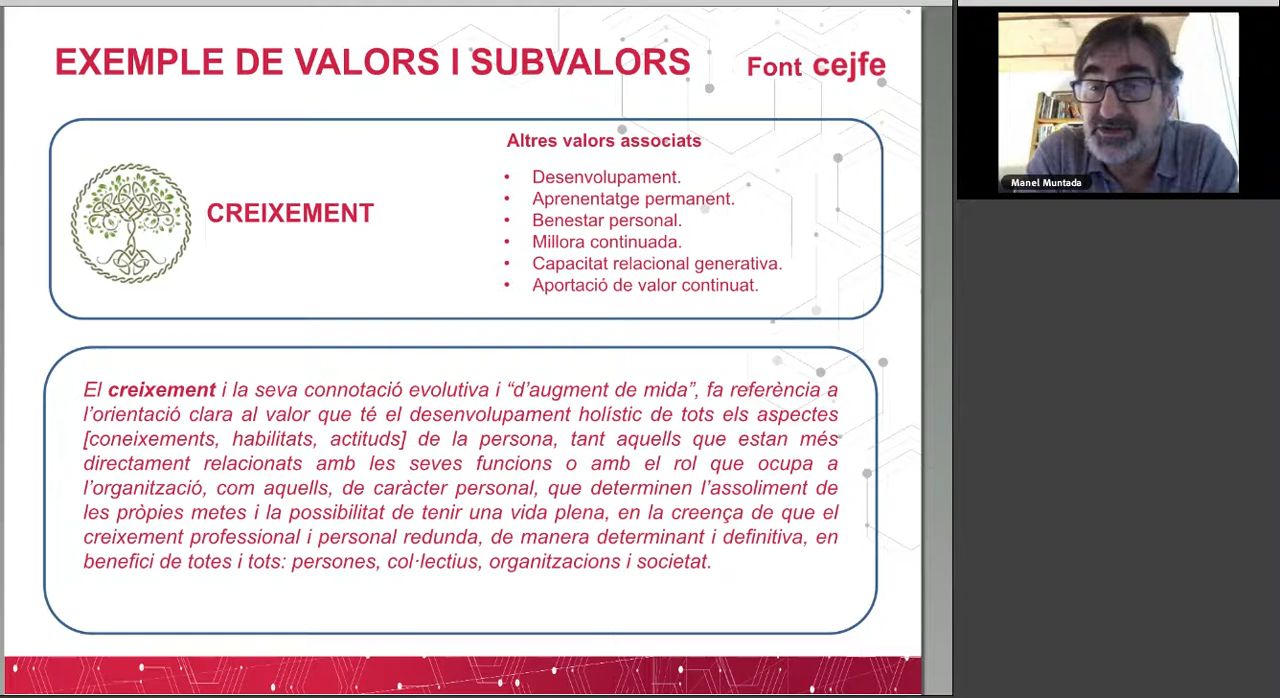 EXEMPLE DE VALORS I SUBVALORS
Font cejfe
CREIXEMENT
Altres valors associats
• Desenvolupament.
• Aprenentatge permanent.
• Benestar personal.
• Millora continuada.
• Capacitat relacional generativa.
• Aportació de valor continuat.
El creixement i la seva connotació evolutiva i “d’augment de mida”, fa referència a
l’orientació clara al valor que té el desenvolupament holístic de tots els aspectes
[coneixements, habilitats, actituds] de la persona, tant aquells que estan més
directament relacionats amb les seves funcions o amb el rol que ocupa a
l’organització, com aquells, de caràcter personal, que determinen l’assoliment de
les pròpies metes i la possibilitat de tenir una vida plena, en la creença de que el
creixement professional i personal redunda, de manera determinant i definitiva, en
benefici de totes i tots: persones, col·lectius, organitzacions i societat.
Manel Muntada